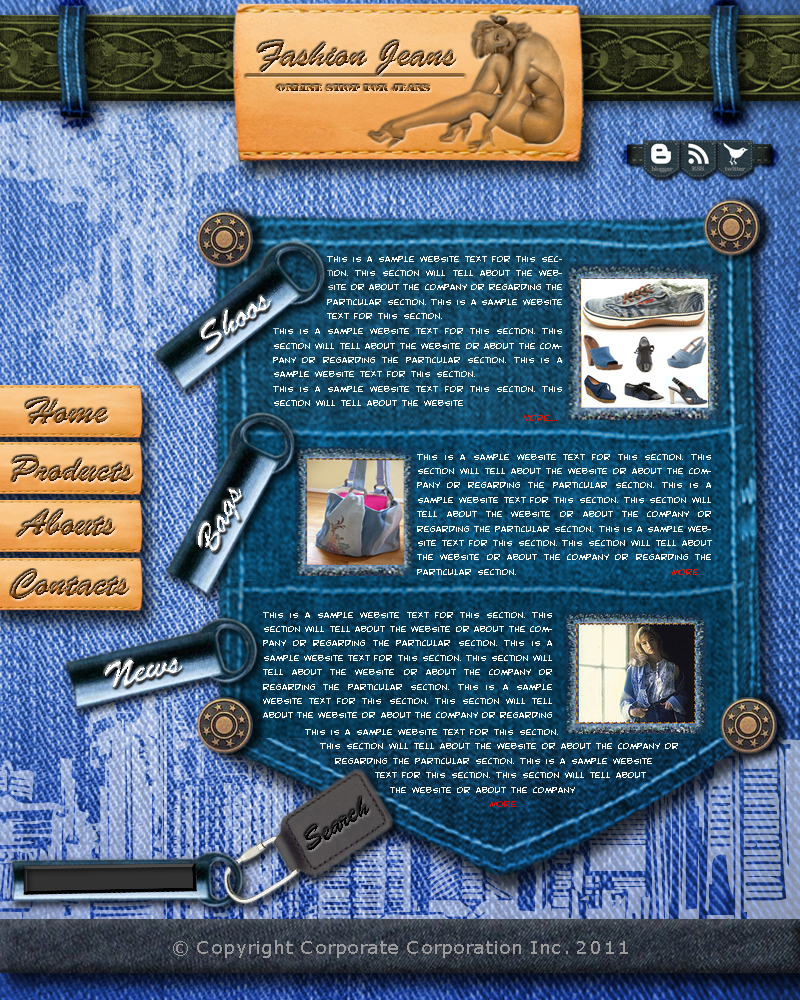 Fashion Jeans
ONLINE SHOP FOR JEANS
blogger
RSS
twitter
Shoos
THIS IS A SAMPLE WEBSITE TEXT FOR THIS SEC-
TION. THIS SECTION WILL TELL ABOUT THE WEB-
SITE OR ABOUT THE COMPANY OR REGARDING THE
PARTICULAR SECTION. THIS IS A SAMPLE WEBSITE
TEXT FOR THIS SECTION.
THIS IS A SAMPLE WEBSITE TEXT FOR THIS SECTION. THIS
SECTION WILL TELL ABOUT THE WEBSITE OR ABOUT THE COM-
PANY OR REGARDING THE PARTICULAR SECTION. THIS IS A
SAMPLE WEBSITE TEXT FOR THIS SECTION.
THIS IS A SAMPLE WEBSITE TEXT FOR THIS SECTION. THIS
SECTION WILL TELL ABOUT THE WEBSITE
Home
Products
Abouts
Contacts
Bags
THIS IS A SAMPLE WEBSITE TEXT FOR THIS SECTION. THIS
SECTION WILL TELL ABOUT THE WEBSITE OR ABOUT THE COM-
PANY OR REGARDING THE PARTICULAR SECTION. THIS IS A
SAMPLE WEBSITE TEXT FOR THIS SECTION. THIS SECTION WILL
TELL ABOUT THE WEBSITE OR ABOUT THE COMPANY OR
REGARDING THE PARTICULAR SECTION. THIS IS A SAMPLE WEB-
SITE TEXT FOR THIS SECTION. THIS SECTION WILL TELL ABOUT
THE WEBSITE OR ABOUT THE COMPANY OR REGARDING THE
PARTICULAR SECTION.
MORE
News
THIS IS A SAMPLE WEBSITE TEXT FOR THIS SECTION. THIS
SECTION WILL TELL ABOUT THE WEBSITE OR ABOUT THE COM-
PANY OR REGARDING THE PARTICULAR SECTION. THIS IS A
SAMPLE WEBSITE TEXT FOR THIS SECTION. THIS SECTION WILL
TELL ABOUT THE WEBSITE OR ABOUT THE COMPANY OR
REGARDING THE PARTICULAR SECTION. THIS IS A SAMPLE
WEBSITE TEXT FOR THIS SECTION. THIS SECTION WILL TELL
ABOUT THE WEBSITE OR ABOUT THE COMPANY OR REGARDING
THIS IS A SAMPLE WEBSITE TEXT FOR THIS SECTION.
THIS SECTION WILL TELL ABOUT THE WEBSITE OR ABOUT THE COMPANY OR
REGARDING THE PARTICULAR SECTION. THIS IS A SAMPLE WEBSITE
TEXT FOR THIS SECTION. THIS SECTION WILL TELL ABOUT
THE WEBSITE OR ABOUT THE COMPANY
MORE
Search
© Copyright Corporate Corporation Inc. 2011